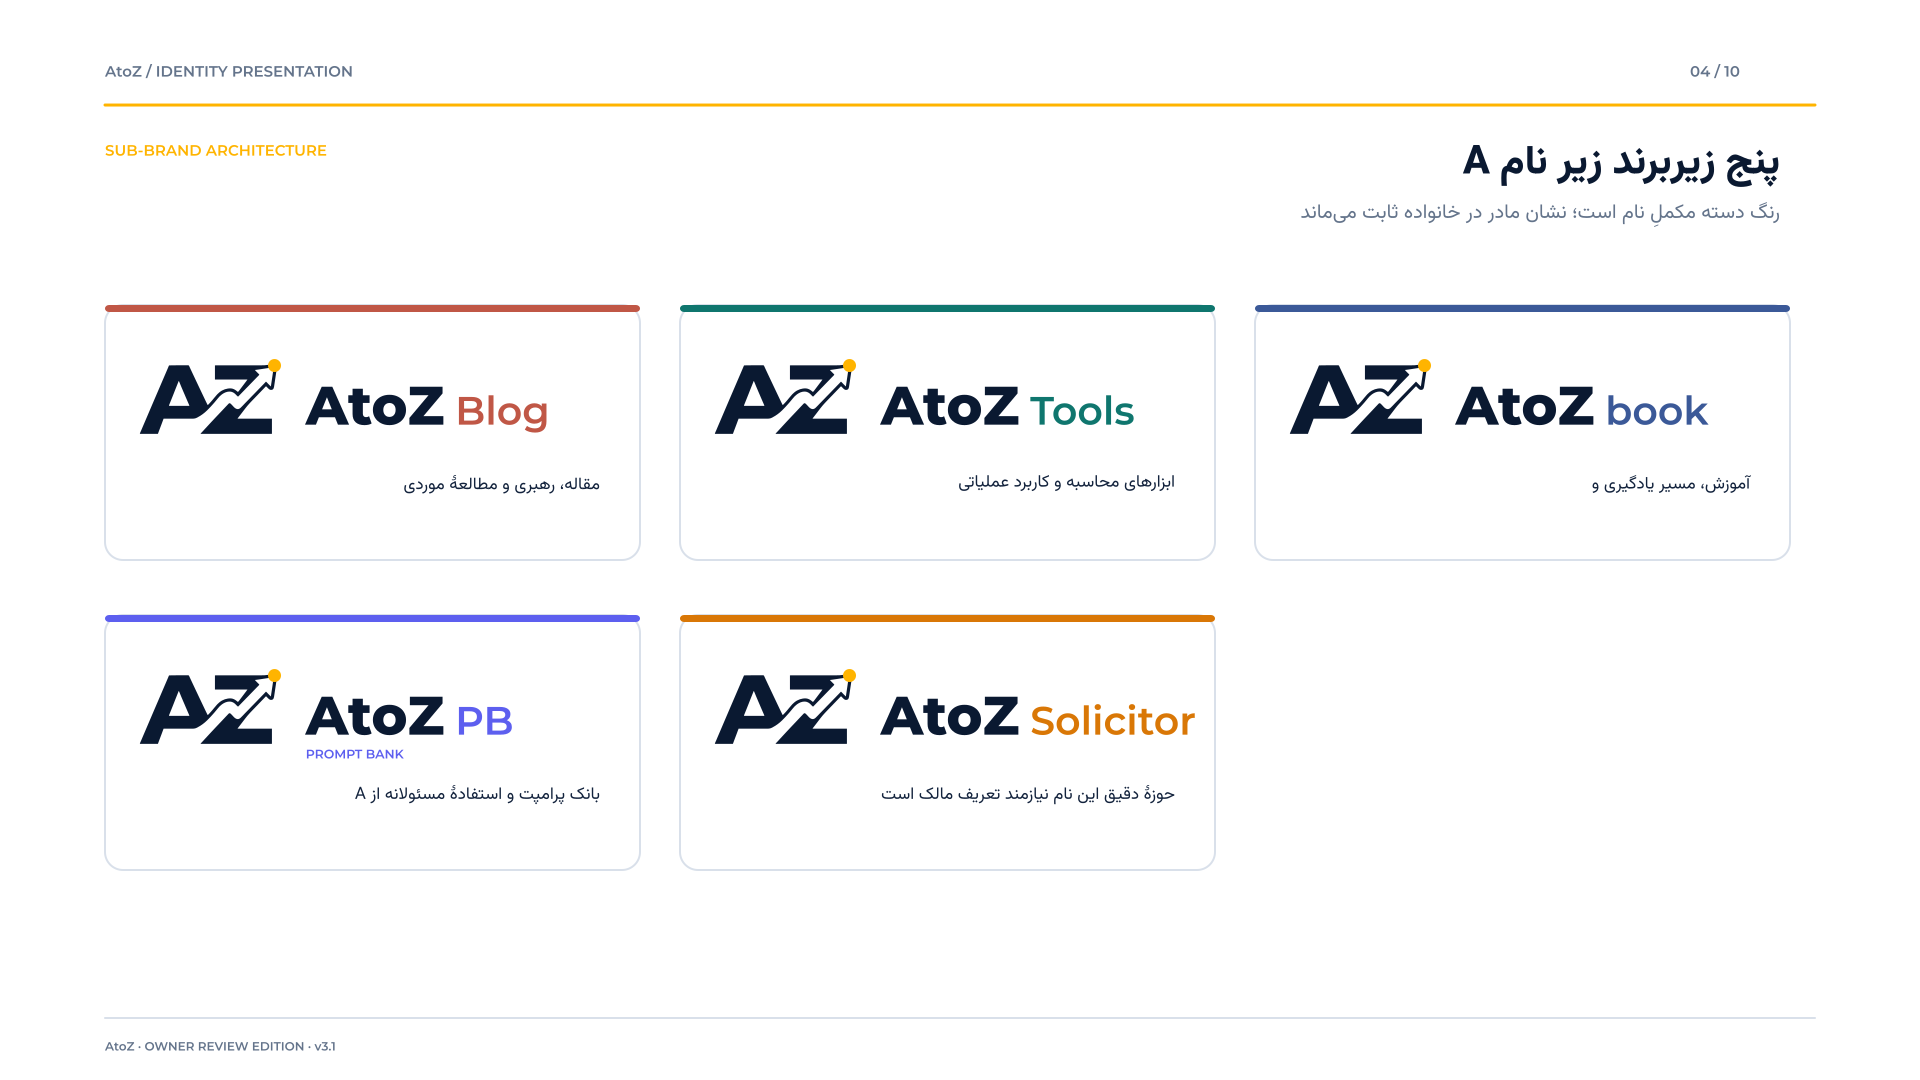 AtoZ / IDENTITY PRESENTATION
04 / 10
SUB-BRAND ARCHITECTURE
پنج زیربرند زیر نام A
رنگ دسته مکملِ نام است؛ نشان مادر در خانواده ثابت می‌ماند
AZ AtoZ Blog
مقاله، رهبری و مطالعهٔ موردی
AZ AtoZ Tools
ابزارهای محاسبه و کاربرد عملیاتی
AZ AtoZ book
آموزش، مسیر یادگیری و
AZ AtoZ PB
PROMPT BANK
بانک پرامپت و استفادهٔ مسئولانه از A
AZ AtoZ Solicitor
حوزهٔ دقیق این نام نیازمند تعریف مالک است
AtoZ · OWNER REVIEW EDITION · v3.1